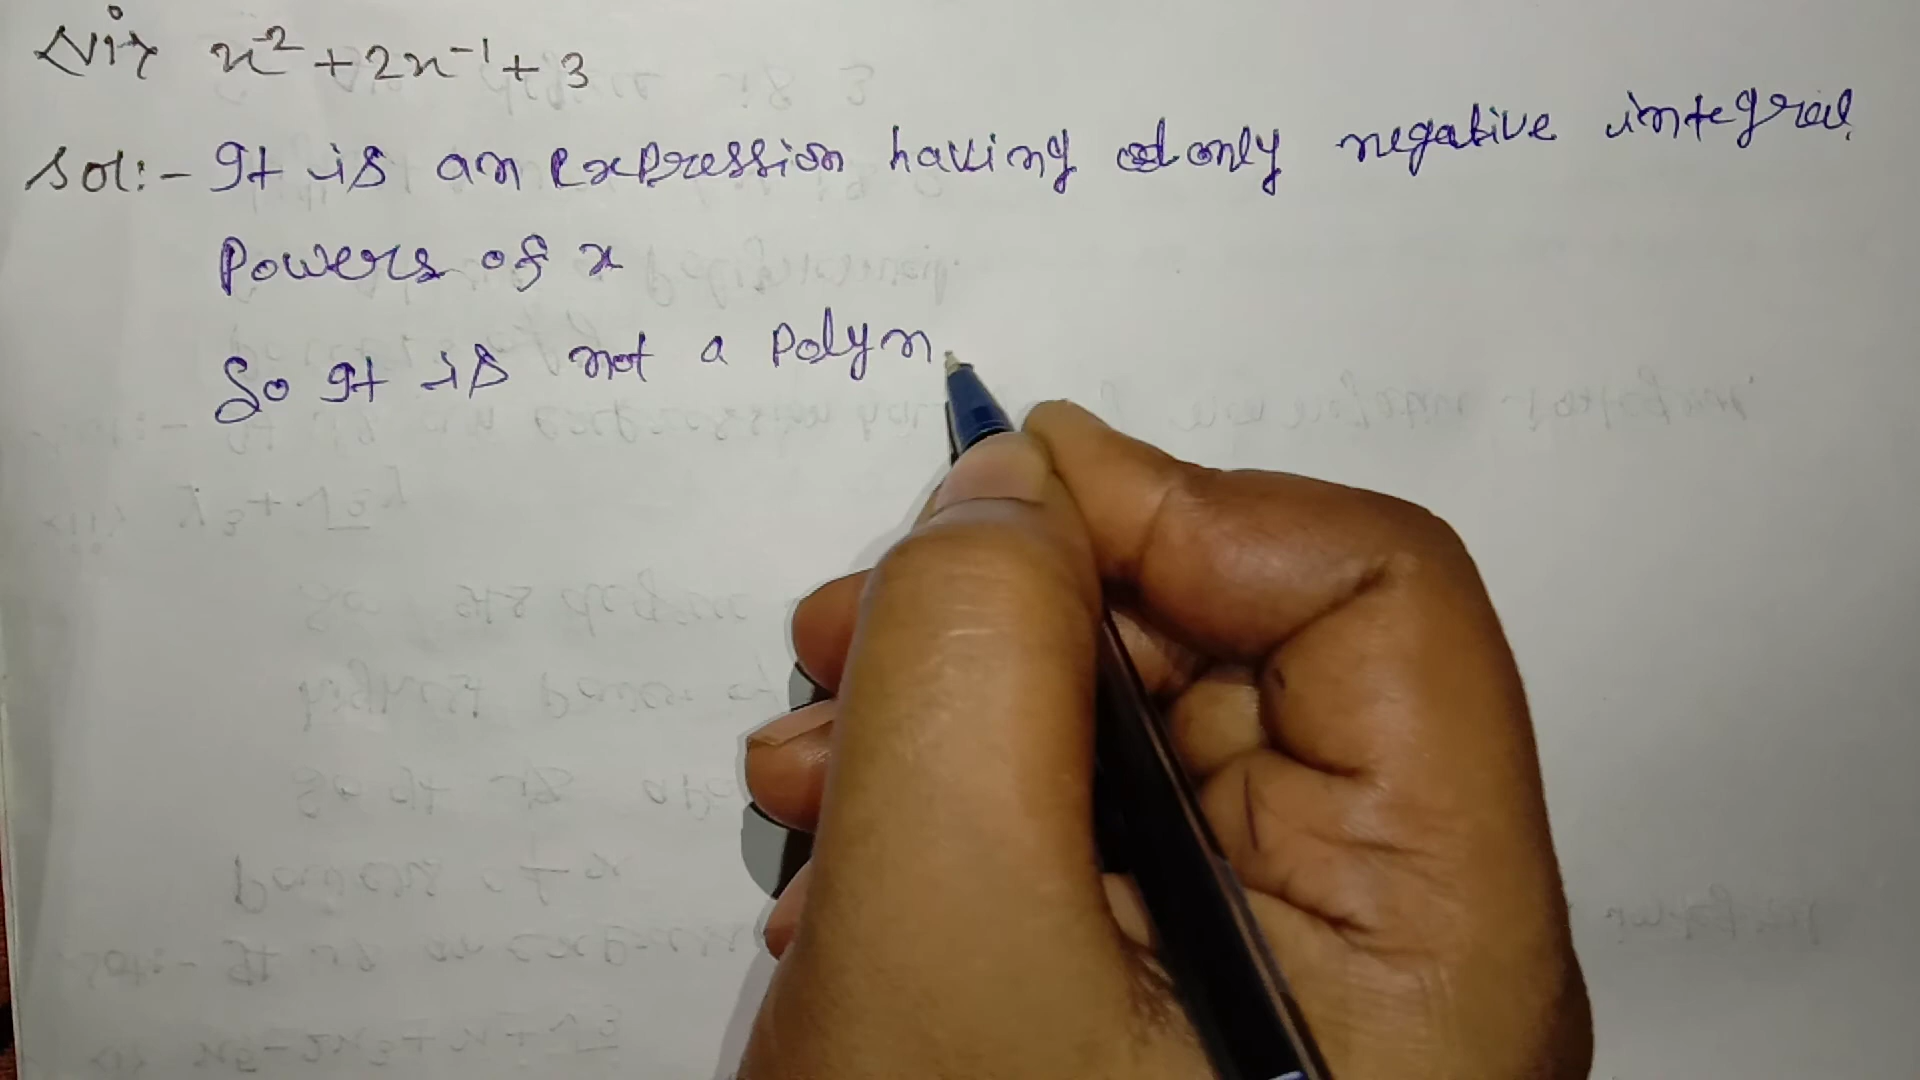 <vi> x⁻² + 2x⁻¹ + 3
Sol:- It is an expression having only negative integral
Powers of x
So It is not a Polyn